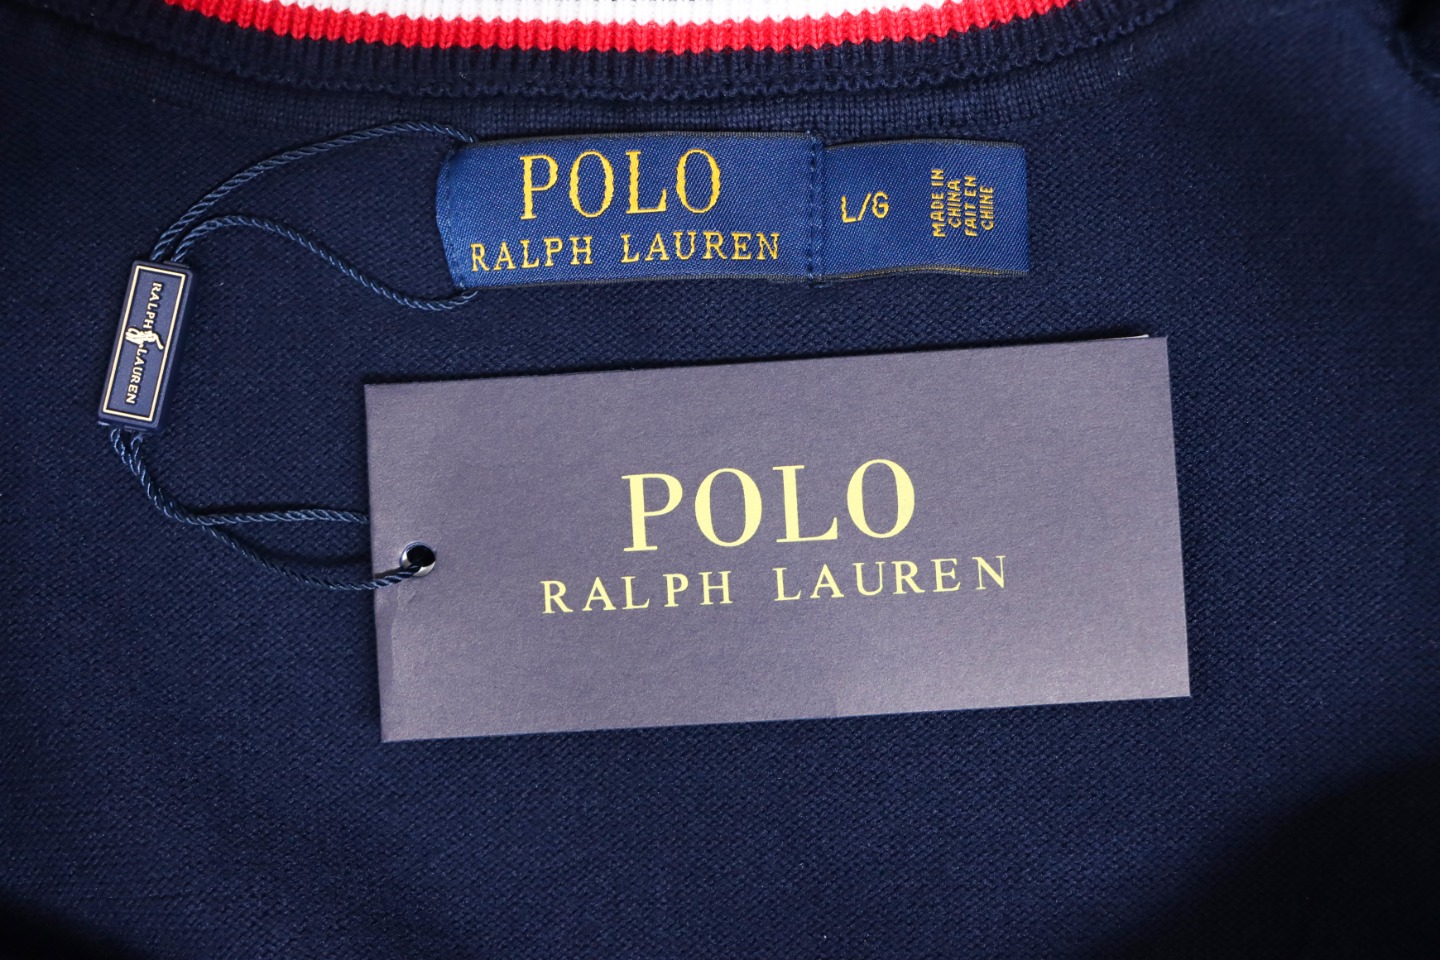 POLO
RALPH LAUREN
L/G
MADE IN
CHINA
FAIT EN
CHINE
RALPH LAUREN
POLO
RALPH LAUREN